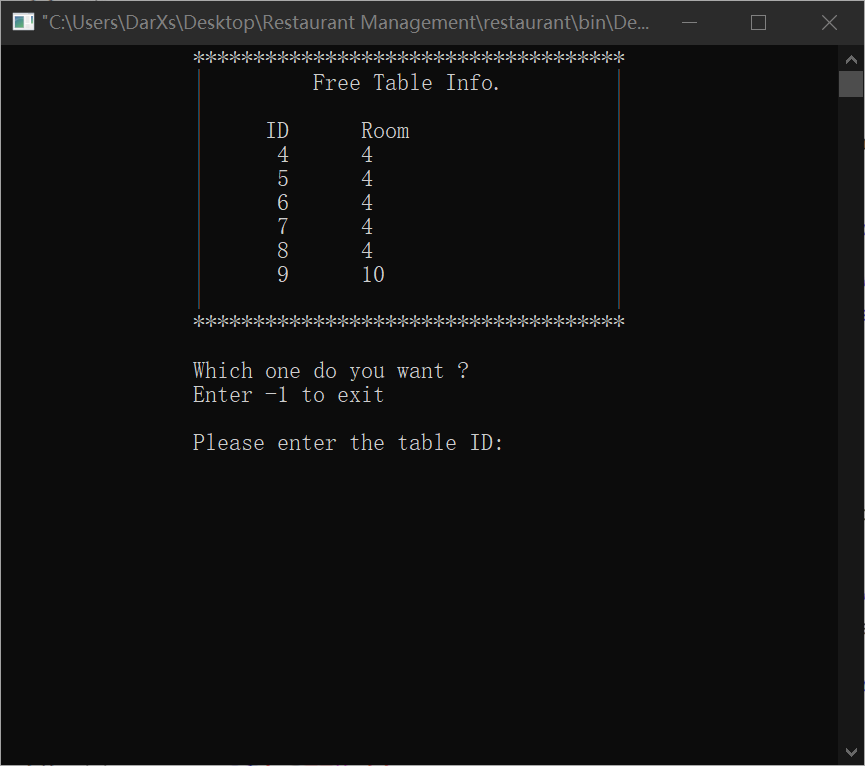 "C:\Users\DarXs\Desktop\Restaurant Management\restaurant\bin\De...
************************************
Free Table Info.
ID Room
4 4
5 4
6 4
7 4
8 4
9 10
************************************
Which one do you want ?
Enter -1 to exit
Please enter the table ID: